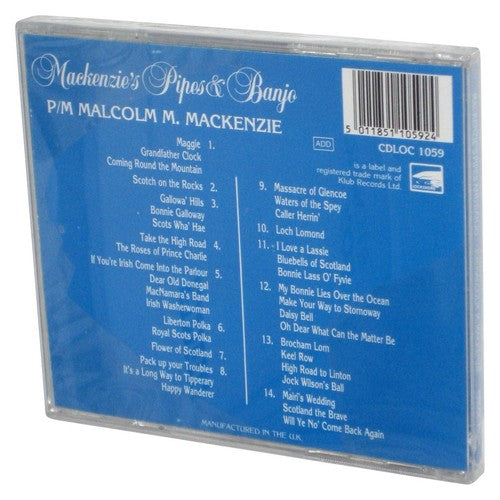 Mackenzie's Pipes & Banjo
P/M MALCOLM M. MACKENZIE
Maggie 1.
Grandfather Clock
Coming Round the Mountain
Scotch on the Rocks 2.
Gallowa' Hills 3.
Bonnie Galloway
Scots Wha' Hae
Take the High Road 4.
The Roses of Prince Charlie
If You're Irish Come Into the Parlour 5.
Dear Old Donegal
MacNamara's Band
Irish Washerwoman
Liberton Polka 6.
Royal Scots Polka
Flower of Scotland 7.
Pack up your Troubles 8.
It's a Long Way to Tipperary
Happy Wanderer
5 011851 105924
ADD
CDLOC 1059
is a label and
registered trade mark of
Klub Records Ltd.
LOCHSHORE
9. Massacre of Glencoe
Waters of the Spey
Caller Herrin'
10. Loch Lomond
11. I Love a Lassie
Bluebells of Scotland
Bonnie Lass O' Fyvie
12. My Bonnie Lies Over the Ocean
Make Your Way to Stornoway
Daisy Bell
Oh Dear What Can the Matter Be
13. Brocham Lorn
Keel Row
High Road to Linton
Jock Wilson's Ball
14. Mairi's Wedding
Scotland the Brave
Will Ye No' Come Back Again
MANUFACTURED IN THE U.K.